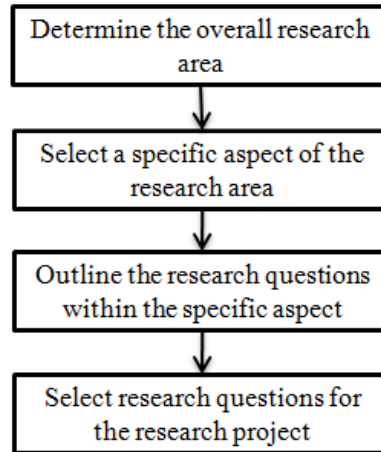 Determine the overall research
area
Select a specific aspect of the
research area
Outline the research questions
within the specific aspect
Select research questions for
the research project